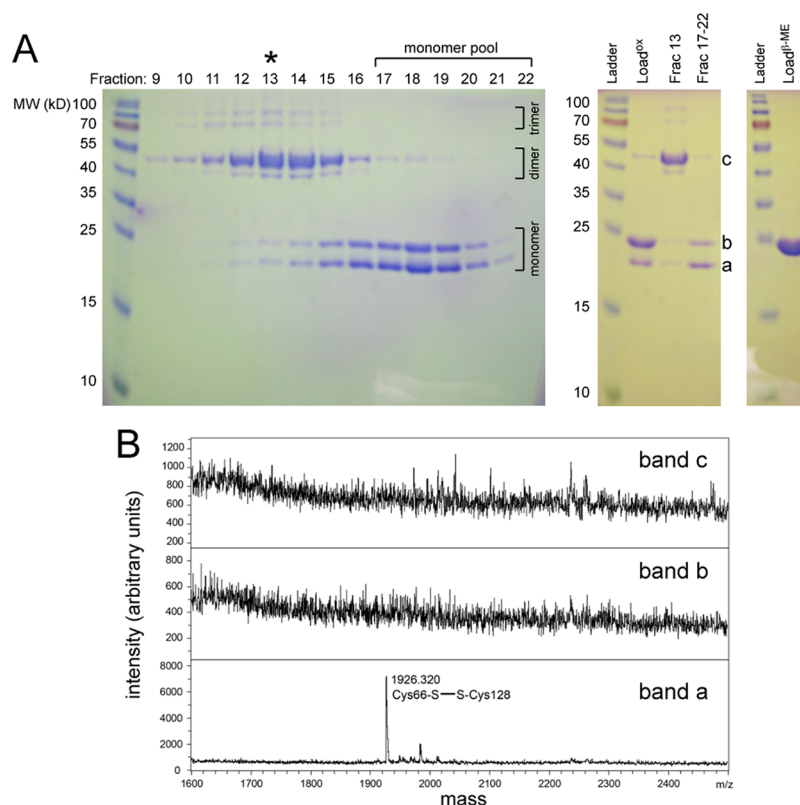 A
*
monomer pool
Fraction: 9 10 11 12 13 14 15 16 17 18 19 20 21 22
MW (kD)
100
70
55
40
35
25
15
10
trimer
dimer
monomer
Ladder
Load^ox
Frac 13
Frac 17-22
100
70
55
40
35
25
15
10
c
b
a
Ladder
Load^β-ME
B
intensity (arbitrary units)
1200
1000
800
600
400
200
band c
800
600
400
200
band b
8000
6000
4000
2000
0
1926.320
Cys66-S—S-Cys128
band a
1600 1700 1800 1900 2000 2100 2200 2300 2400 m/z
mass